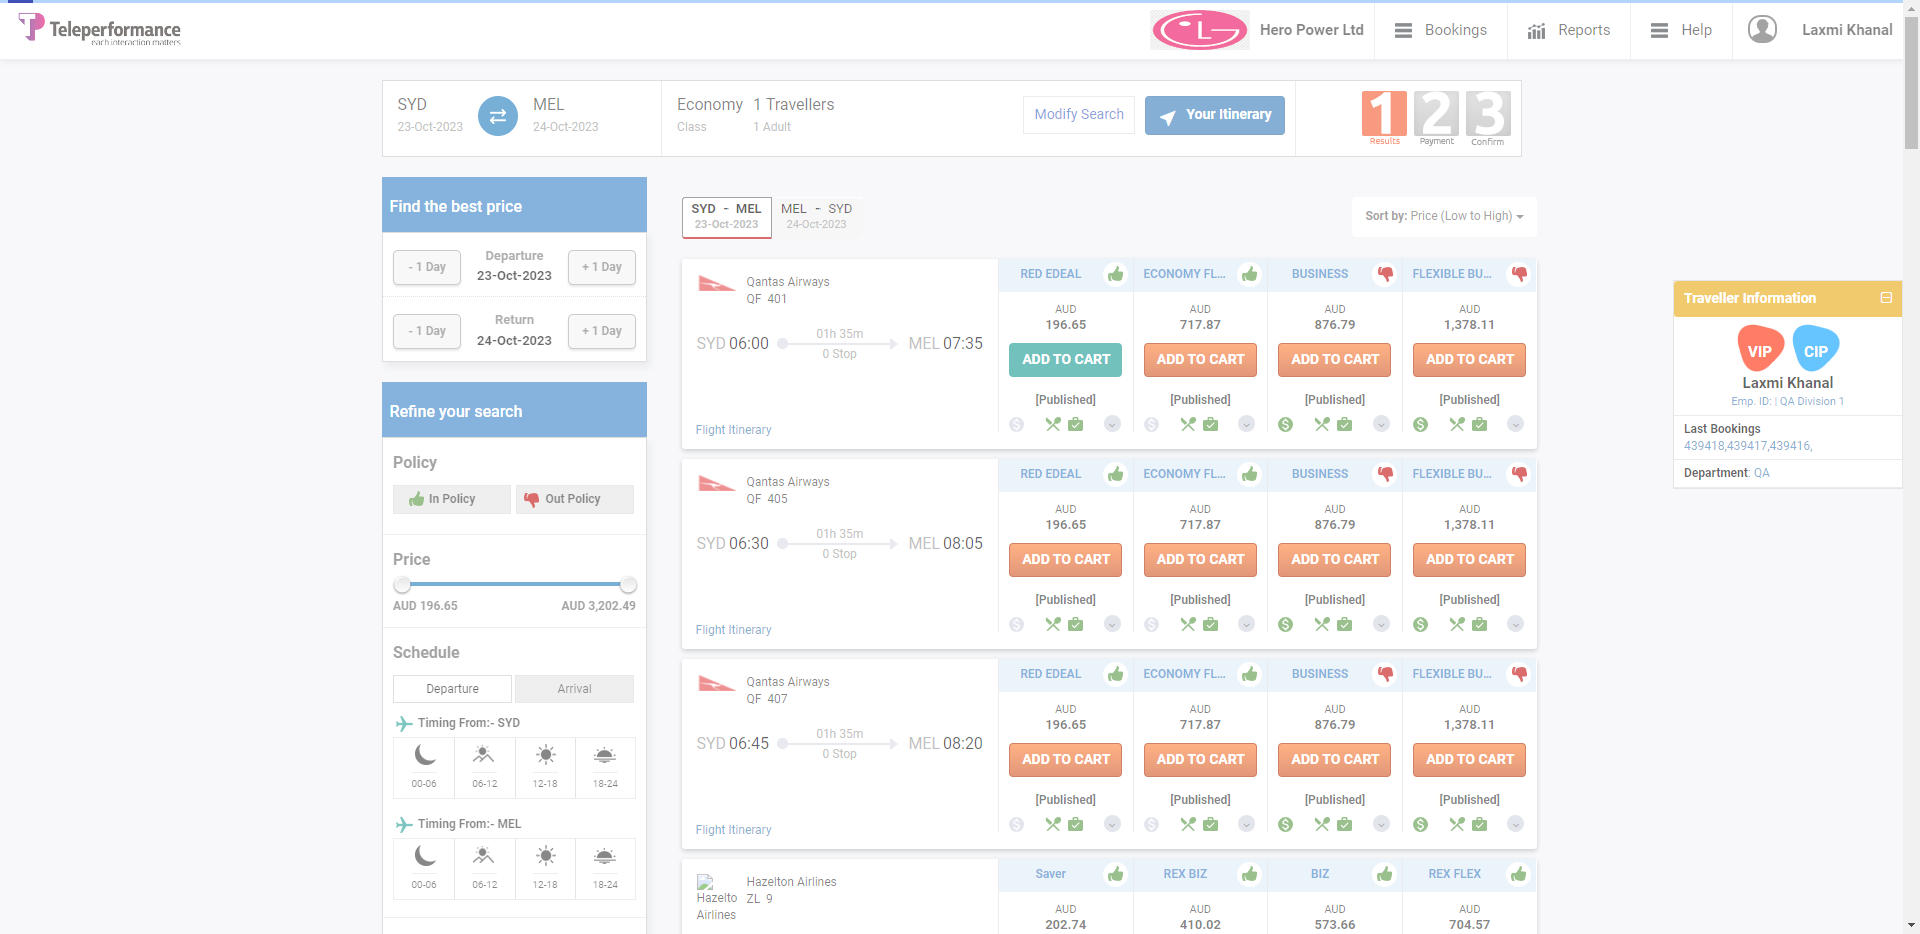 Teleperformance
each interaction matters
Hero Power Ltd
Bookings
Reports
Help
Laxmi Khanal
SYD
23-Oct-2023
MEL
24-Oct-2023
Economy
Class
1 Travellers
1 Adult
Modify Search
Your Itinerary
1
Results
2
Payment
3
Confirm
Find the best price
- 1 Day
Departure
23-Oct-2023
+ 1 Day
- 1 Day
Return
24-Oct-2023
+ 1 Day
Refine your search
Policy
In Policy
Out Policy
Price
AUD 196.65
AUD 3,202.49
Schedule
Departure
Arrival
Timing From:- SYD
00-06
06-12
12-18
18-24
Timing From:- MEL
00-06
06-12
12-18
18-24
SYD - MEL
23-Oct-2023
MEL - SYD
24-Oct-2023
Sort by: Price (Low to High)
Qantas Airways
QF 401
SYD 06:00
01h 35m
0 Stop
MEL 07:35
Flight Itinerary
RED EDEAL
AUD
196.65
ADD TO CART
[Published]
ECONOMY FL...
AUD
717.87
ADD TO CART
[Published]
BUSINESS
AUD
876.79
ADD TO CART
[Published]
FLEXIBLE BU...
AUD
1,378.11
ADD TO CART
[Published]
Qantas Airways
QF 405
SYD 06:30
01h 35m
0 Stop
MEL 08:05
Flight Itinerary
RED EDEAL
AUD
196.65
ADD TO CART
[Published]
ECONOMY FL...
AUD
717.87
ADD TO CART
[Published]
BUSINESS
AUD
876.79
ADD TO CART
[Published]
FLEXIBLE BU...
AUD
1,378.11
ADD TO CART
[Published]
Qantas Airways
QF 407
SYD 06:45
01h 35m
0 Stop
MEL 08:20
Flight Itinerary
RED EDEAL
AUD
196.65
ADD TO CART
[Published]
ECONOMY FL...
AUD
717.87
ADD TO CART
[Published]
BUSINESS
AUD
876.79
ADD TO CART
[Published]
FLEXIBLE BU...
AUD
1,378.11
ADD TO CART
[Published]
Hazelto
Airlines
Hazelton Airlines
ZL 9
Saver
AUD
202.74
REX BIZ
AUD
410.02
BIZ
AUD
573.66
REX FLEX
AUD
704.57
Traveller Information
VIP
CIP
Laxmi Khanal
Emp. ID: | QA Division 1
Last Bookings
439418,439417,439416,
Department: QA